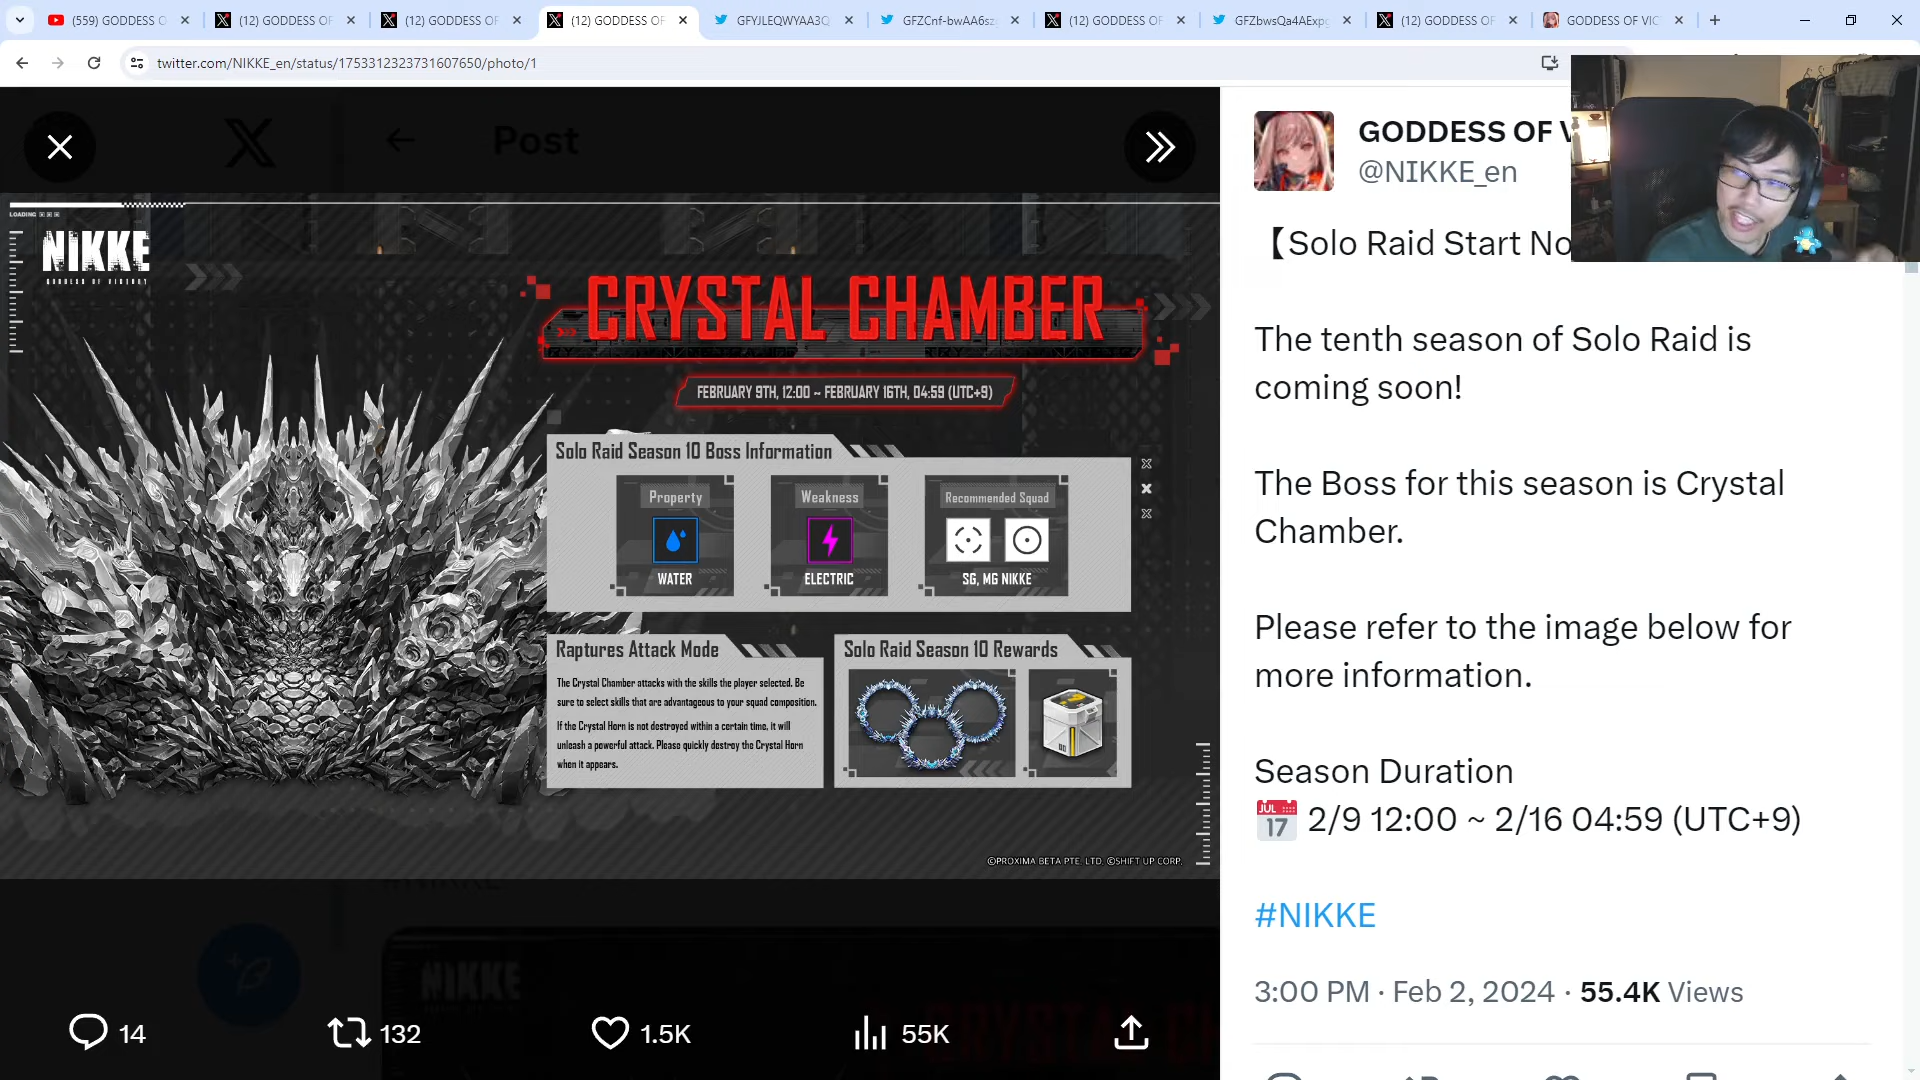 (559) GODDESS O
(12) GODDESS OF
(12) GODDESS OF
(12) GODDESS OF
GFYJLEQWYAA3Q
GFZCnf-bwAA6sz
(12) GODDESS OF
GFZbwsQa4AExp
(12) GODDESS OF
GODDESS OF VIC
twitter.com/NIKKE_en/status/1753312323731607650/photo/1
Post
LOADING
NIKKE
GODDESS OF VICTORY
CRYSTAL CHAMBER
FEBRUARY 9TH, 12:00 ~ FEBRUARY 16TH, 04:59 (UTC+9)
Solo Raid Season 10 Boss Information
Property
Weakness
Recommended Squad
WATER
ELECTRIC
SG, MG NIKKE
Raptures Attack Mode
The Crystal Chamber attacks with the skills the player selected. Be
sure to select skills that are advantageous to your squad composition.
If the Crystal Horn is not destroyed within a certain time, it will
unleash a powerful attack. Please quickly destroy the Crystal Horn
when it appears.
Solo Raid Season 10 Rewards
©PROXIMA BETA PTE. LTD. ©SHIFT UP CORP.
#NIKKE
NIKKE
14
132
1.5K
55K
GODDESS OF V
@NIKKE_en
【Solo Raid Start No
The tenth season of Solo Raid is
coming soon!
The Boss for this season is Crystal
Chamber.
Please refer to the image below for
more information.
Season Duration
JUL 17 2/9 12:00 ~ 2/16 04:59 (UTC+9)
#NIKKE
3:00 PM · Feb 2, 2024 · 55.4K Views